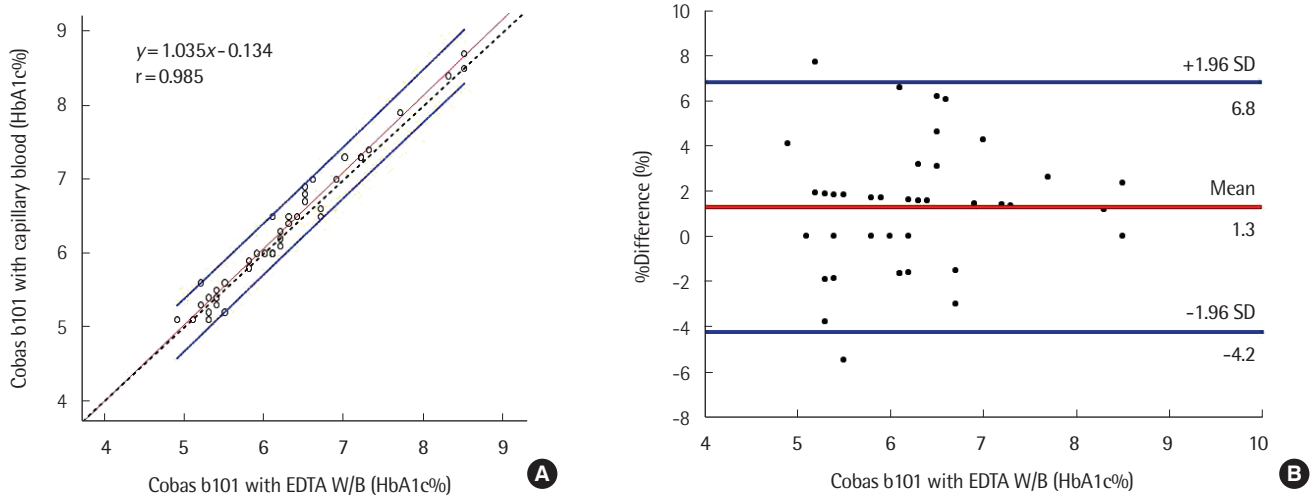 Cobas b101 with capillary blood (HbA1c%)
9
8
7
6
5
4
y=1.035x−0.134
r=0.985
4 5 6 7 8 9
Cobas b101 with EDTA W/B (HbA1c%)
A
%Difference (%)
10
8
6
4
2
0
-2
-4
-6
-8
+1.96 SD
6.8
Mean
1.3
−1.96 SD
-4.2
4 5 6 7 8 9 10
Cobas b101 with EDTA W/B (HbA1c%)
B